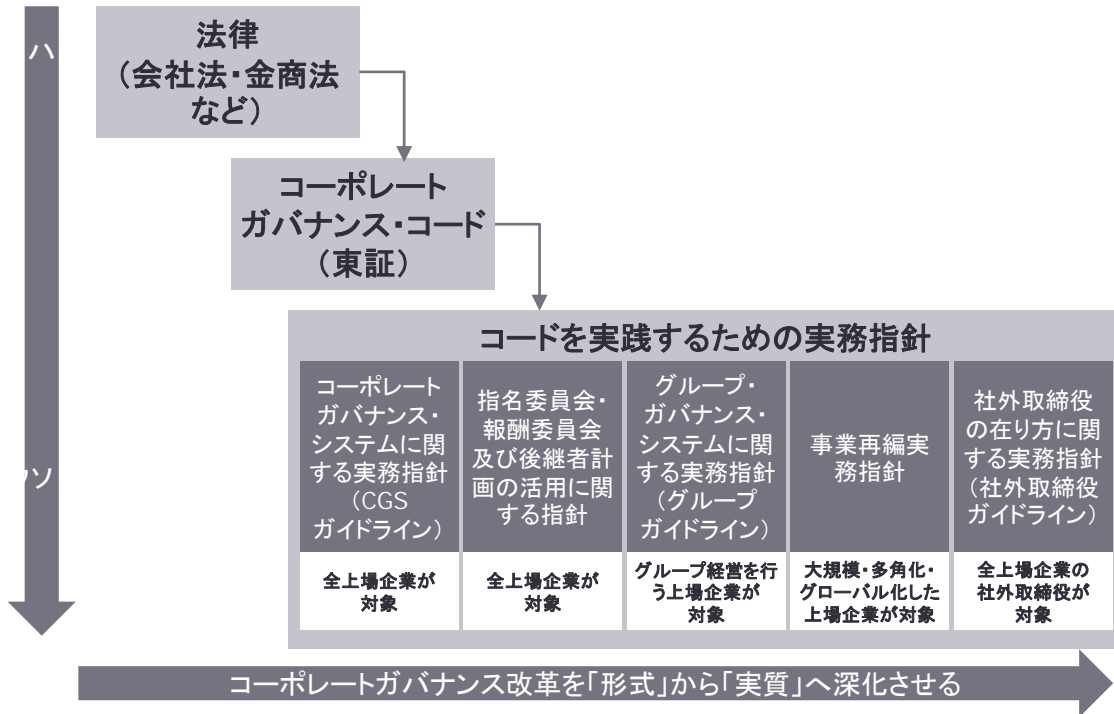 ハ
法律
（会社法・金商法
など）
コーポレート
ガバナンス・コード
（東証）
コードを実践するための実務指針
コーポレート
ガバナンス・
システムに関
する実務指針
（CGS
ガイドライン）
指名委員会・
報酬委員会
及び後継者計
画の活用に関
する指針
グループ・
ガバナンス・
システムに関
する実務指針
（グループ
ガイドライン）
事業再編実
務指針
社外取締役
の在り方に関
する実務指針
（社外取締役
ガイドライン）
全上場企業が
対象
全上場企業が
対象
グループ経営を行
う上場企業が
対象
大規模・多角化・
グローバル化した
上場企業が対象
全上場企業の
社外取締役が
対象
ソ
コーポレートガバナンス改革を「形式」から「実質」へ深化させる